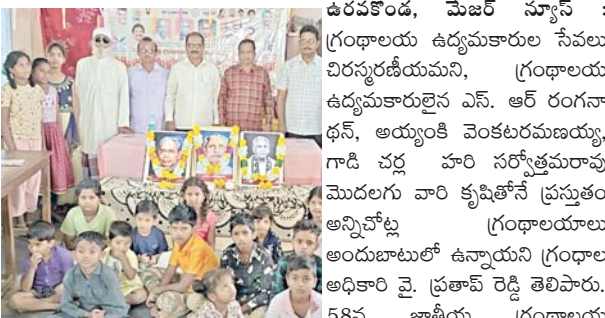 ఉరవకొండ, మేజర్ న్యూస్ :
గ్రంథాలయ ఉద్యమకారుల సేవలు
చిరస్మరణీయమని, గ్రంథాలయ
ఉద్యమకారులైన ఎస్. ఆర్ రంగనా
థన్, అయ్యంకి వెంకటరమణయ్య,
గాడి చర్ల హరి సర్వోత్తమరావు
మొదలగు వారి కృషితోనే ప్రస్తుతం
అన్నిచోట్ల గ్రంథాలయాలు
అందుబాటులో ఉన్నాయని గ్రంధాల
అధికారి వై. ప్రతాప్ రెడ్డి తెలిపారు.
58వ జాతీయ గ్రంథాలయ